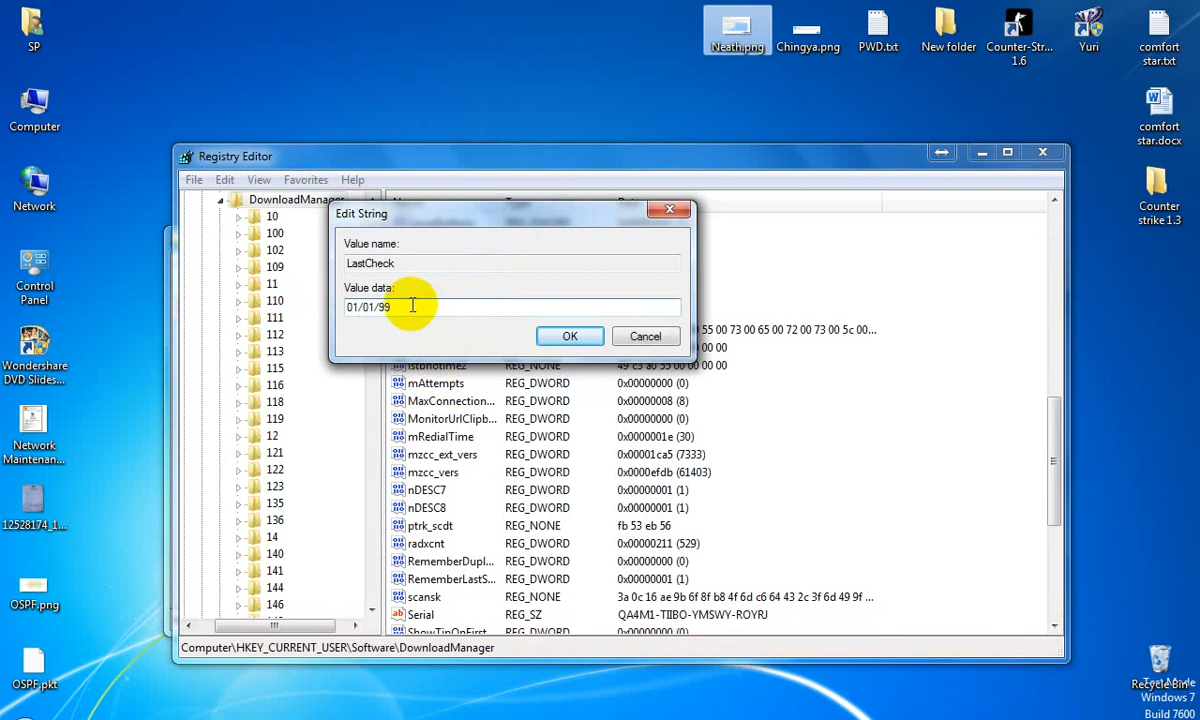 SP
Computer
Network
Control
Panel
Wondershare
DVD Slides...
Network
Maintenan...
12528174_1...
OSPF.png
OSPF.pkt
Neath.png
Chingya.png
PWD.txt
New folder
Counter-Str...
1.6
Yuri
comfort
star.txt
comfort
star.docx
Counter
strike 1.3
Recycle Bin
Windows 7
Build 7600
Registry Editor
File Edit View Favorites Help
DownloadManager
10
100
102
109
11
110
111
112
113
115
116
118
119
12
121
122
123
135
136
14
140
141
144
146
Edit String
Value name:
LastCheck
Value data:
01/01/99
OK Cancel
55 00 73 00 65 00 72 00 73 00 5c 00...
00 00
lstbhotime2 REG_NONE 49 c3 a0 55 00 00 00 00
mAttempts REG_DWORD 0x00000000 (0)
MaxConnection... REG_DWORD 0x00000008 (8)
MonitorUrlClipb... REG_DWORD 0x00000000 (0)
mRedialTime REG_DWORD 0x0000001e (30)
mzcc_ext_vers REG_DWORD 0x00001ca5 (7333)
mzcc_vers REG_DWORD 0x0000efdb (61403)
nDESC7 REG_DWORD 0x00000001 (1)
nDESC8 REG_DWORD 0x00000001 (1)
ptrk_scdt REG_NONE fb 53 eb 56
radxcnt REG_DWORD 0x00000211 (529)
RememberDupl... REG_DWORD 0x00000001 (1)
RememberLastS... REG_DWORD 0x00000001 (1)
scansk REG_NONE 3a 0c 16 ae 9b 6f 8f b8 4f 6d c6 64 43 2c 3f 6d 49 9f ...
Serial REG_SZ QA4M1-TIIBO-YMSWY-ROYRJ
ShowTipOnFirst... REG_DWORD 0x00000000 (0)
Computer\HKEY_CURRENT_USER\Software\DownloadManager